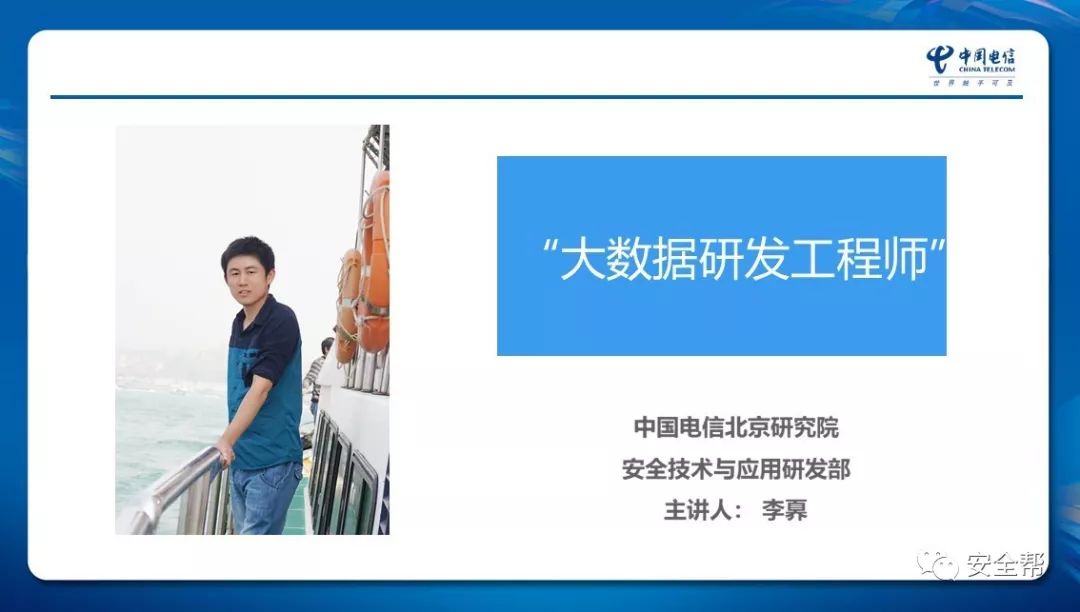 中国电信
CHINA TELECOM
世界触手可及
“大数据研发工程师”
中国电信北京研究院
安全技术与应用研发部
主讲人： 李奡
安全帮